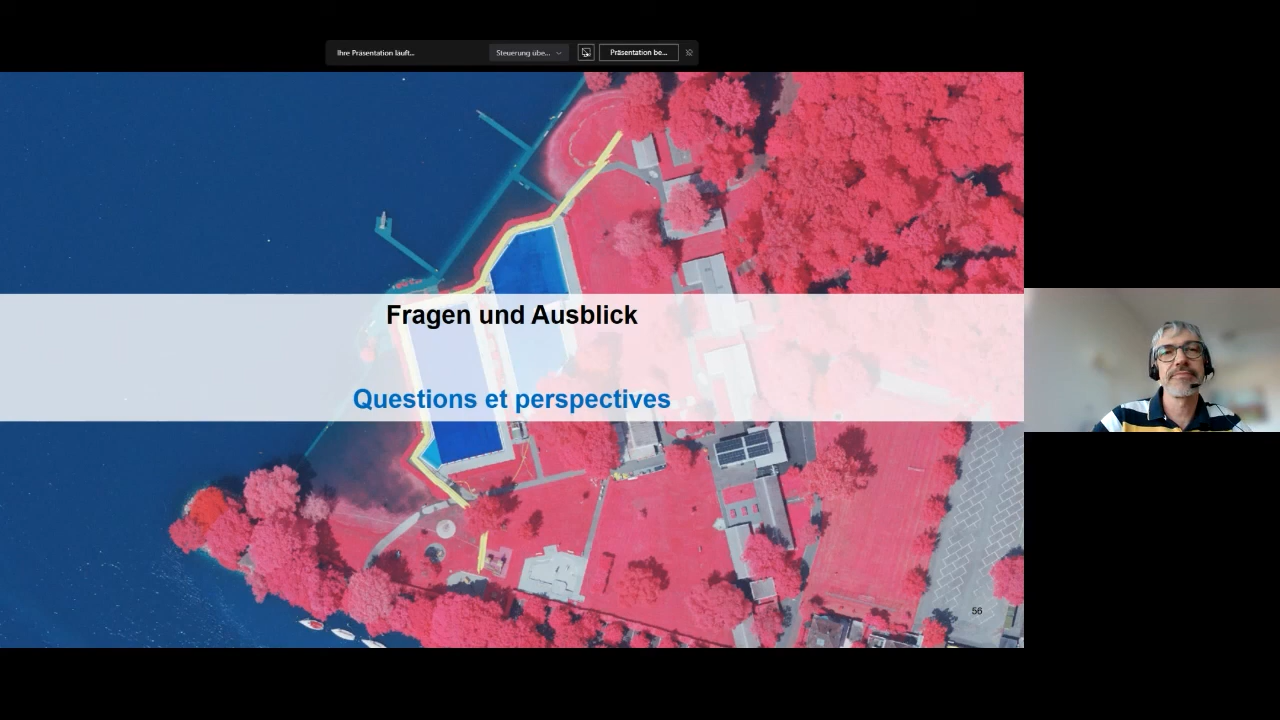 Ihre Präsentation läuft...
Steuerung übe...
Präsentation be...
Fragen und Ausblick
Questions et perspectives
56